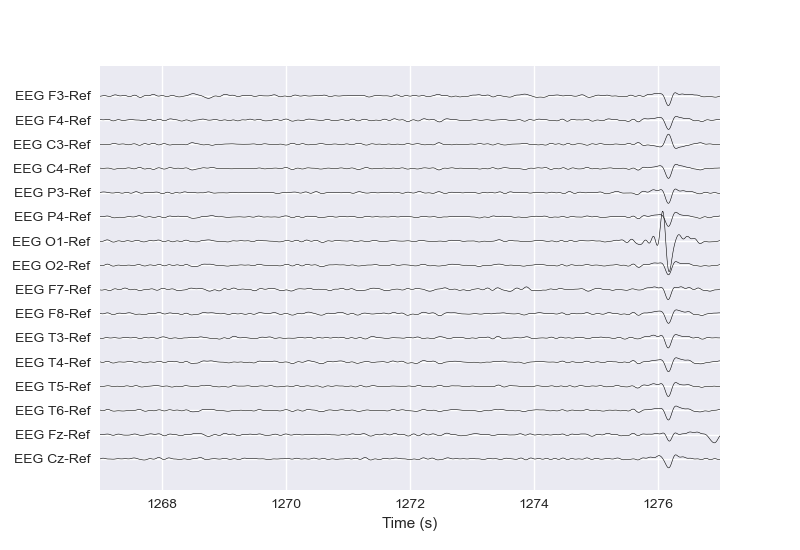 EEG F3-Ref
EEG F4-Ref
EEG C3-Ref
EEG C4-Ref
EEG P3-Ref
EEG P4-Ref
EEG O1-Ref
EEG O2-Ref
EEG F7-Ref
EEG F8-Ref
EEG T3-Ref
EEG T4-Ref
EEG T5-Ref
EEG T6-Ref
EEG Fz-Ref
EEG Cz-Ref
1268 1270 1272 1274 1276
Time (s)